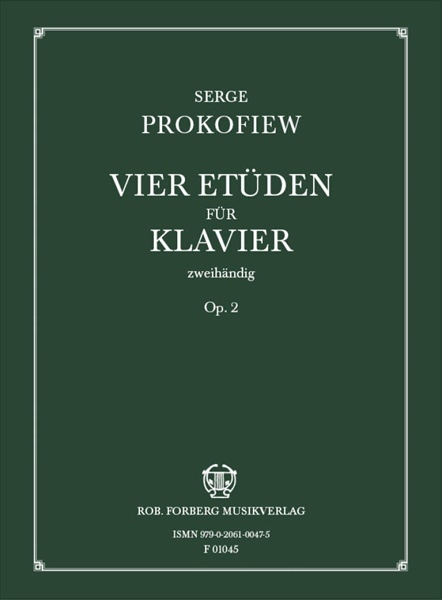 SERGE
PROKOFIEW
VIER ETÜDEN
FÜR
KLAVIER
zweihändig
Op. 2
ROB. FORBERG MUSIKVERLAG
ISMN 979-0-2061-0047-5
F 01045